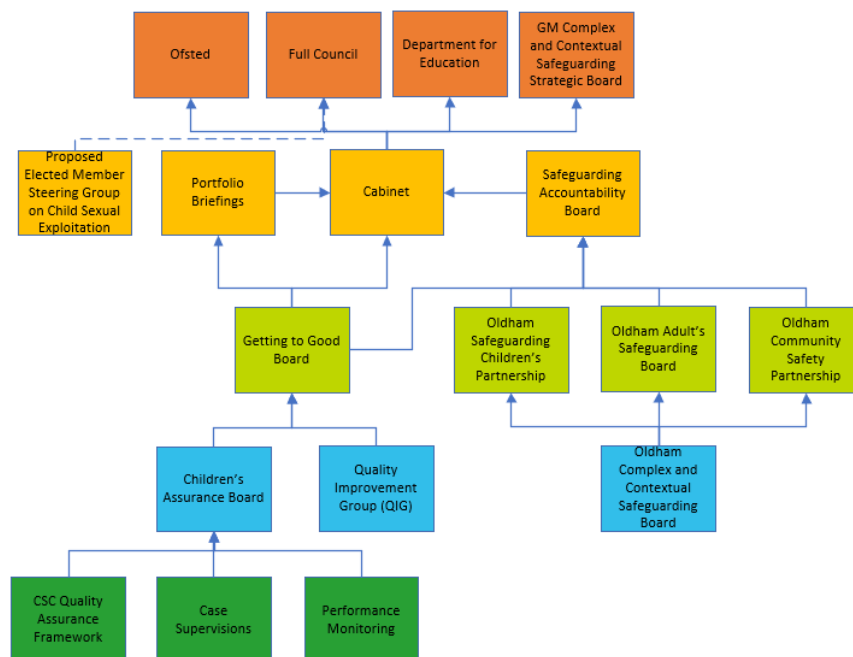 Ofsted
Full Council
Department for
Education
GM Complex
and Contextual
Safeguarding
Strategic Board
Proposed
Elected Member
Steering Group
on Child Sexual
Exploitation
Portfolio
Briefings
Cabinet
Safeguarding
Accountability
Board
Getting to Good
Board
Oldham
Safeguarding
Children's
Partnership
Oldham Adult's
Safeguarding
Board
Oldham
Community
Safety
Partnership
Children's
Assurance Board
Quality
Improvement
Group (QIG)
Oldham
Complex and
Contextual
Safeguarding
Board
CSC Quality
Assurance
Framework
Case
Supervisions
Performance
Monitoring